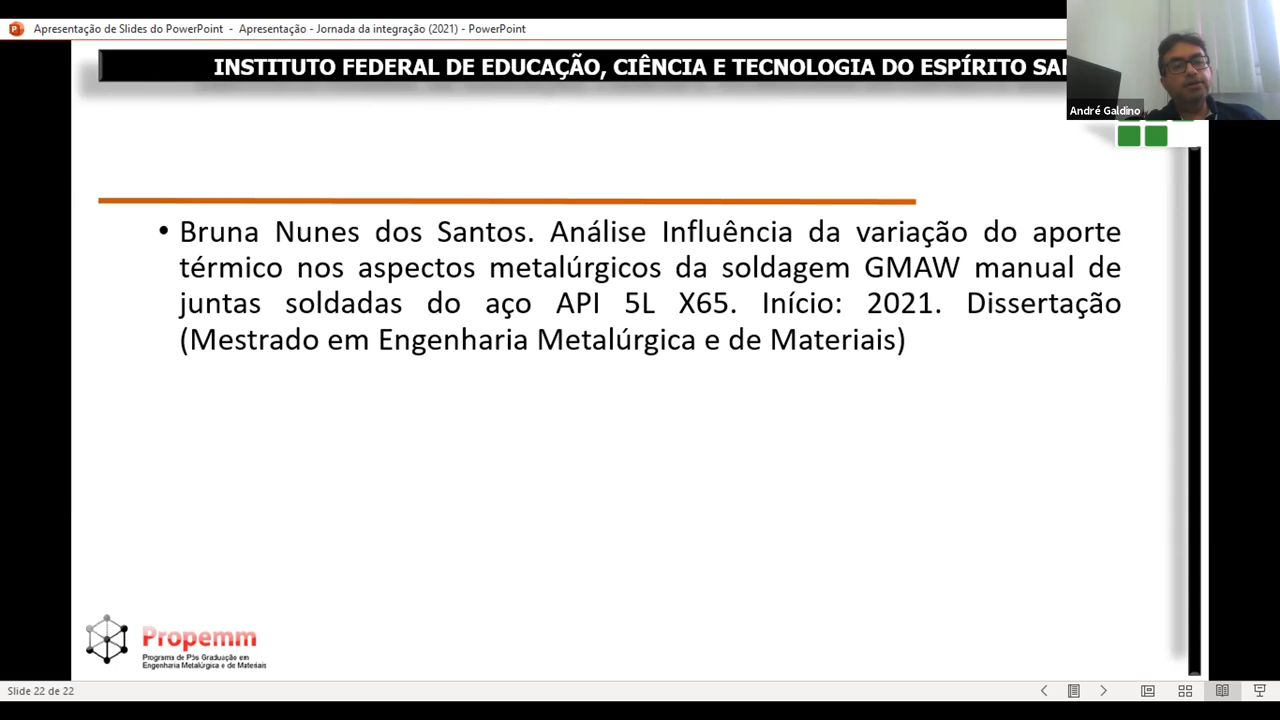 Apresentação de Slides do PowerPoint - Apresentação - Jornada da integração (2021) - PowerPoint
INSTITUTO FEDERAL DE EDUCAÇÃO, CIÊNCIA E TECNOLOGIA DO ESPÍRITO SA
André Galdino
• Bruna Nunes dos Santos. Análise Influência da variação do aporte
térmico nos aspectos metalúrgicos da soldagem GMAW manual de
juntas soldadas do aço API 5L X65. Início: 2021. Dissertação
(Mestrado em Engenharia Metalúrgica e de Materiais)
Propemm
Programa de Pós Graduação em
Engenharia Metalúrgica e de Materiais
Slide 22 de 22